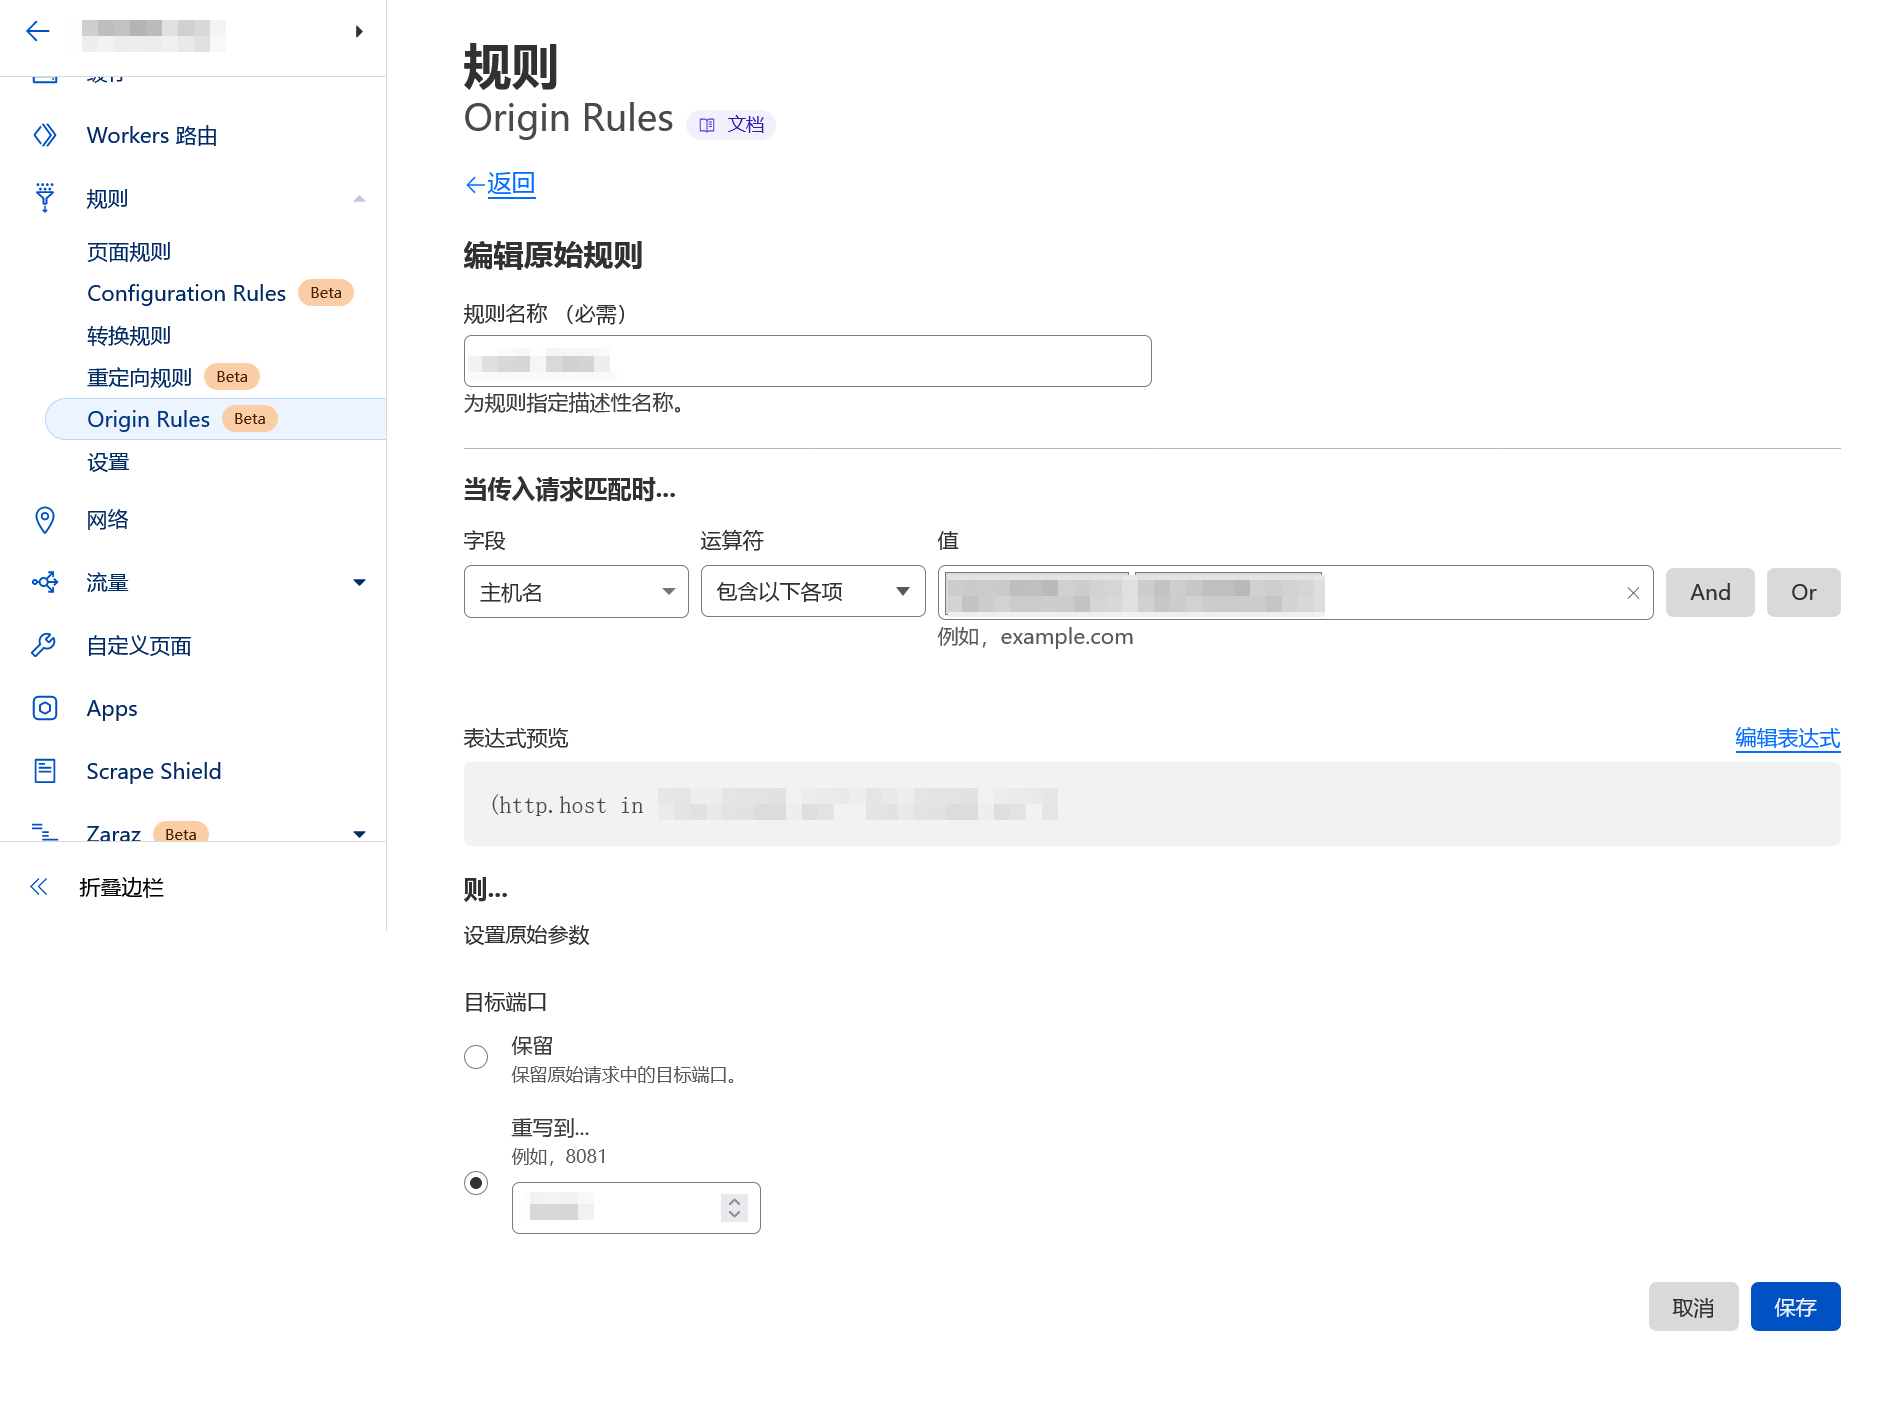 Workers 路由
规则
页面规则
Configuration Rules Beta
转换规则
重定向规则 Beta
Origin Rules Beta
设置
网络
流量
自定义页面
Apps
Scrape Shield
Zaraz Beta
折叠边栏
规则
Origin Rules 文档
返回
编辑原始规则
规则名称 （必需）
为规则指定描述性名称。
当传入请求匹配时...
字段 运算符 值
主机名 包含以下各项 And Or
例如，example.com
表达式预览 编辑表达式
(http.host in
则...
设置原始参数
目标端口
保留
保留原始请求中的目标端口。
重写到...
例如，8081
取消 保存